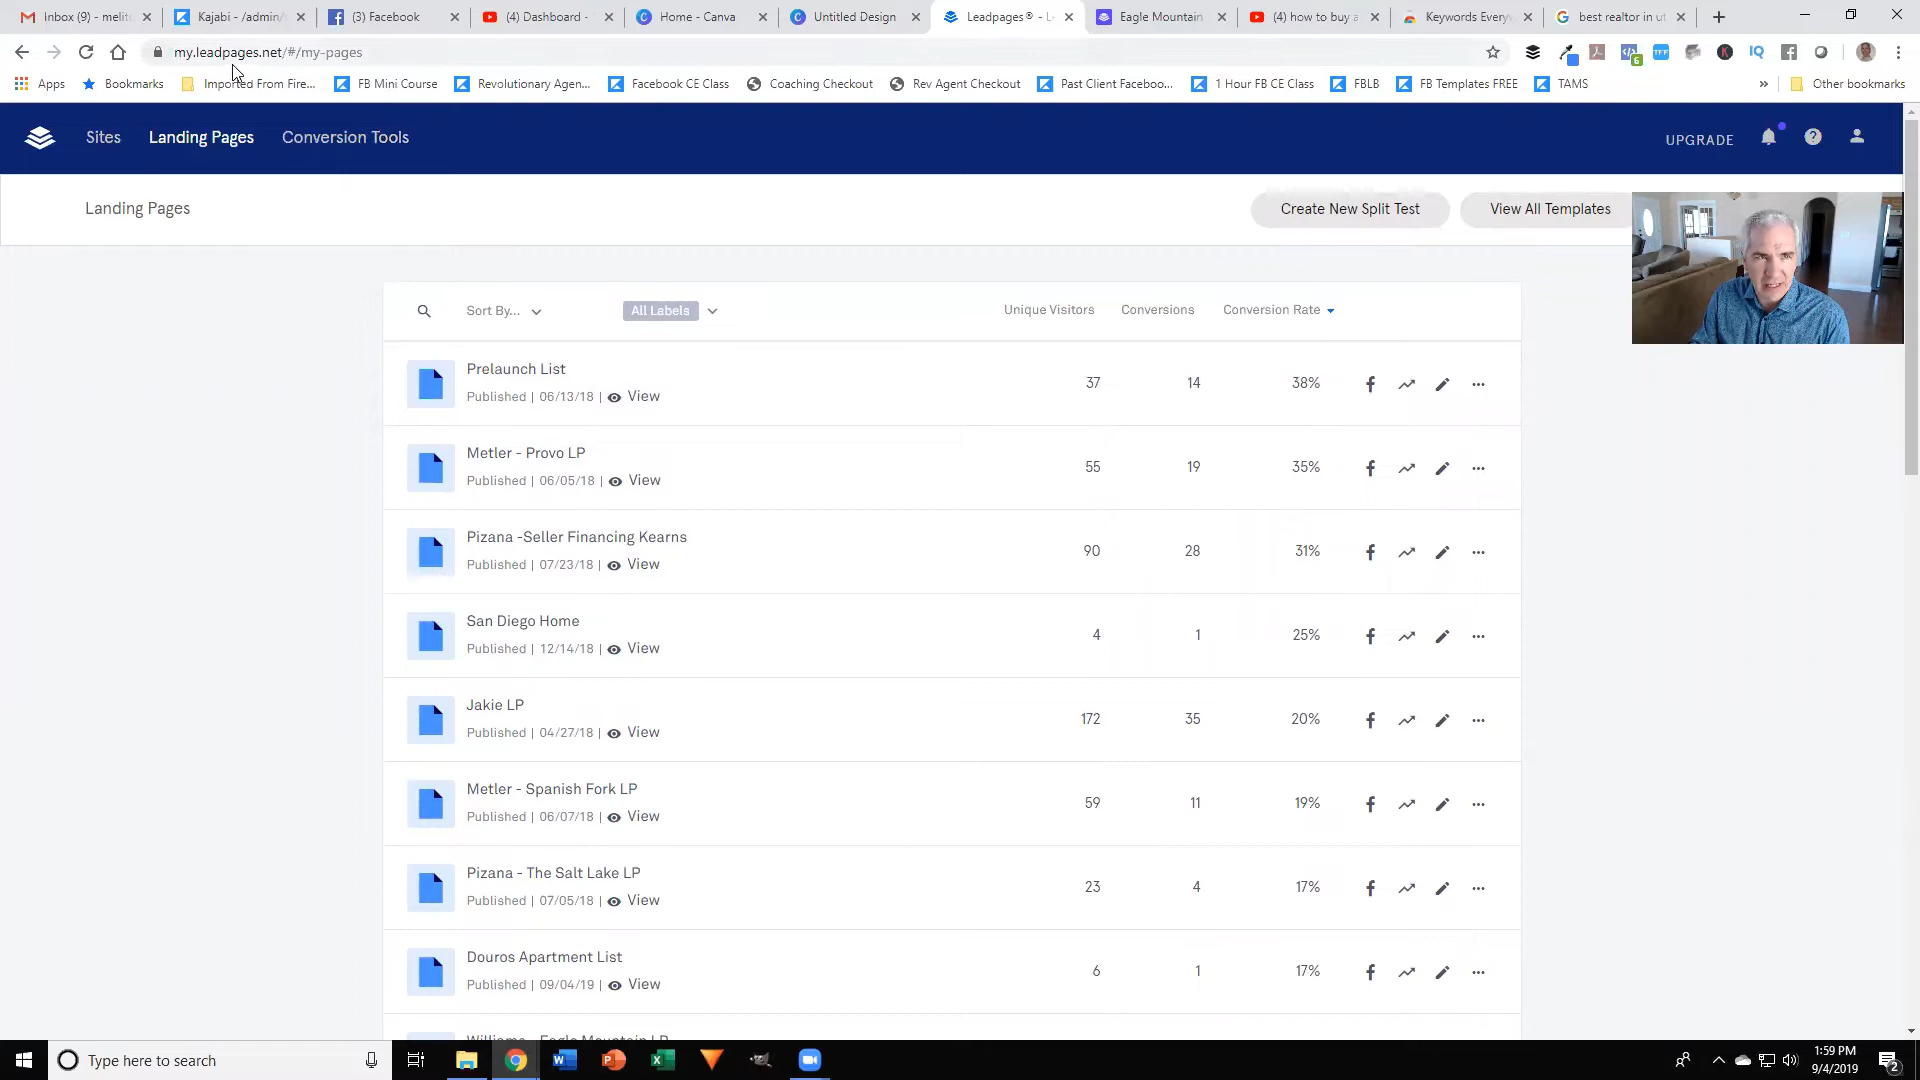 Inbox (9) - melit
Kajabi - /admin/
(3) Facebook
(4) Dashboard -
Home - Canva
Untitled Design
Leadpages® - L
Eagle Mountain
(4) how to buy a
Keywords Every
best realtor in ut
my.leadpages.net/#/my-pages
Apps
Bookmarks
Imported From Fire...
FB Mini Course
Revolutionary Agen...
Facebook CE Class
Coaching Checkout
Rev Agent Checkout
Past Client Faceboo...
1 Hour FB CE Class
FBLB
FB Templates FREE
TAMS
»
Other bookmarks
Sites
Landing Pages
Conversion Tools
UPGRADE
Landing Pages
Create New Split Test
View All Templates
Sort By...
All Labels
Unique Visitors
Conversions
Conversion Rate
Prelaunch List
37
14
38%
Published | 06/13/18 | View
Metler - Provo LP
55
19
35%
Published | 06/05/18 | View
Pizana -Seller Financing Kearns
90
28
31%
Published | 07/23/18 | View
San Diego Home
4
1
25%
Published | 12/14/18 | View
Jakie LP
172
35
20%
Published | 04/27/18 | View
Metler - Spanish Fork LP
59
11
19%
Published | 06/07/18 | View
Pizana - The Salt Lake LP
23
4
17%
Published | 07/05/18 | View
Douros Apartment List
6
1
17%
Published | 09/04/19 | View
Williams - Eagle Mountain LP
Type here to search
1:59 PM
9/4/2019
2